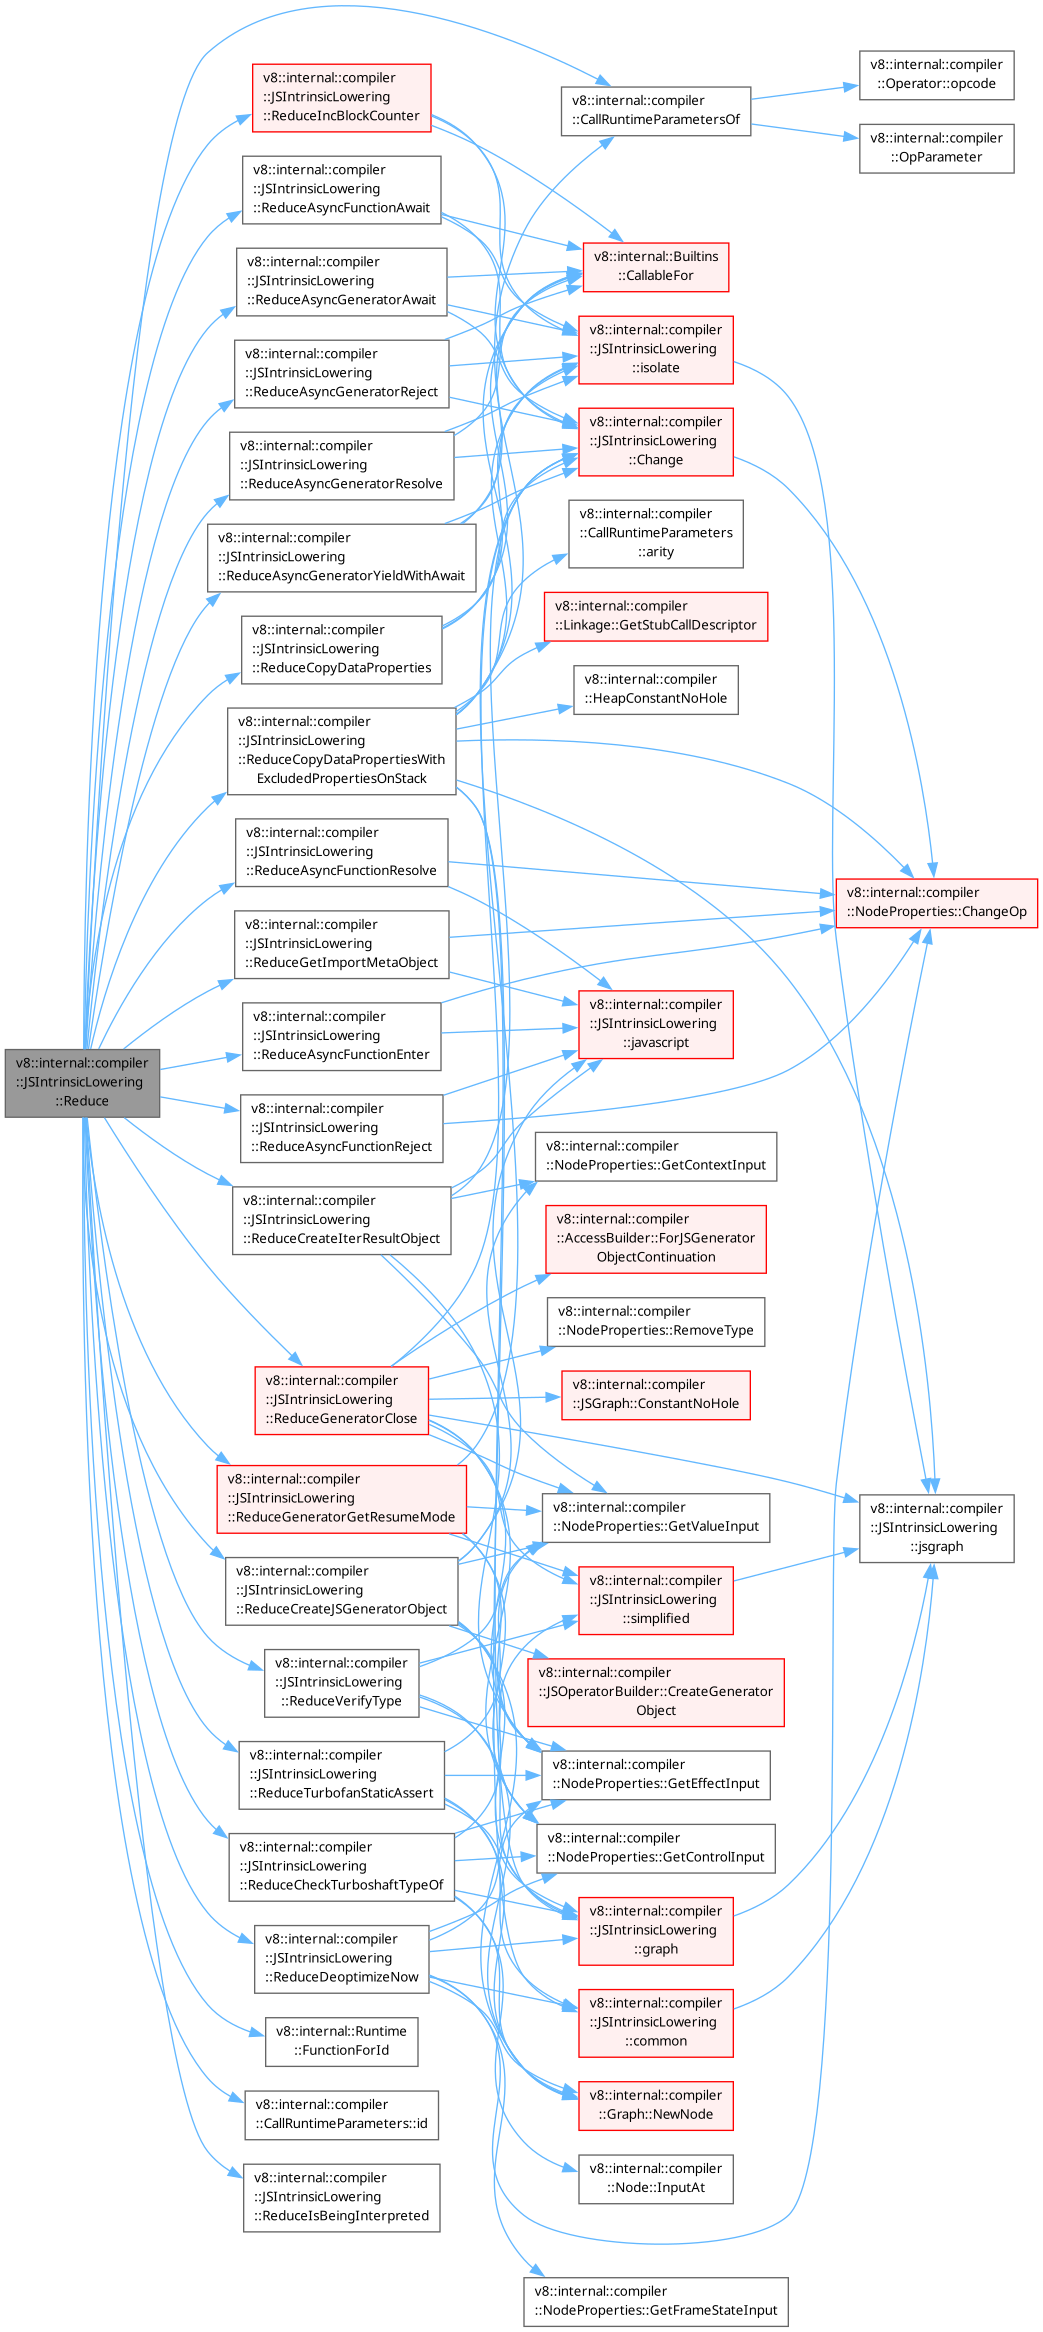 v8::internal::compiler
::JSIntrinsicLowering
::Reduce
v8::internal::compiler
::JSIntrinsicLowering
::ReduceIncBlockCounter
v8::internal::compiler
::JSIntrinsicLowering
::ReduceAsyncFunctionAwait
v8::internal::compiler
::JSIntrinsicLowering
::ReduceAsyncGeneratorAwait
v8::internal::compiler
::JSIntrinsicLowering
::ReduceAsyncGeneratorReject
v8::internal::compiler
::JSIntrinsicLowering
::ReduceAsyncGeneratorResolve
v8::internal::compiler
::JSIntrinsicLowering
::ReduceAsyncGeneratorYieldWithAwait
v8::internal::compiler
::JSIntrinsicLowering
::ReduceCopyDataProperties
v8::internal::compiler
::JSIntrinsicLowering
::ReduceCopyDataPropertiesWith
ExcludedPropertiesOnStack
v8::internal::compiler
::JSIntrinsicLowering
::ReduceAsyncFunctionResolve
v8::internal::compiler
::JSIntrinsicLowering
::ReduceGetImportMetaObject
v8::internal::compiler
::JSIntrinsicLowering
::ReduceAsyncFunctionEnter
v8::internal::compiler
::JSIntrinsicLowering
::ReduceAsyncFunctionReject
v8::internal::compiler
::JSIntrinsicLowering
::ReduceCreateIterResultObject
v8::internal::compiler
::JSIntrinsicLowering
::ReduceGeneratorClose
v8::internal::compiler
::JSIntrinsicLowering
::ReduceGeneratorGetResumeMode
v8::internal::compiler
::JSIntrinsicLowering
::ReduceCreateJSGeneratorObject
v8::internal::compiler
::JSIntrinsicLowering
::ReduceVerifyType
v8::internal::compiler
::JSIntrinsicLowering
::ReduceTurbofanStaticAssert
v8::internal::compiler
::JSIntrinsicLowering
::ReduceCheckTurboshaftTypeOf
v8::internal::compiler
::JSIntrinsicLowering
::ReduceDeoptimizeNow
v8::internal::Runtime
::FunctionForId
v8::internal::compiler
::CallRuntimeParameters::id
v8::internal::compiler
::JSIntrinsicLowering
::ReduceIsBeingInterpreted
v8::internal::compiler
::CallRuntimeParametersOf
v8::internal::Builtins
::CallableFor
v8::internal::compiler
::JSIntrinsicLowering
::isolate
v8::internal::compiler
::JSIntrinsicLowering
::Change
v8::internal::compiler
::CallRuntimeParameters
::arity
v8::internal::compiler
::Linkage::GetStubCallDescriptor
v8::internal::compiler
::HeapConstantNoHole
v8::internal::compiler
::JSIntrinsicLowering
::javascript
v8::internal::compiler
::NodeProperties::GetContextInput
v8::internal::compiler
::AccessBuilder::ForJSGenerator
ObjectContinuation
v8::internal::compiler
::NodeProperties::RemoveType
v8::internal::compiler
::JSGraph::ConstantNoHole
v8::internal::compiler
::NodeProperties::GetValueInput
v8::internal::compiler
::JSIntrinsicLowering
::simplified
v8::internal::compiler
::JSOperatorBuilder::CreateGenerator
Object
v8::internal::compiler
::NodeProperties::GetEffectInput
v8::internal::compiler
::NodeProperties::GetControlInput
v8::internal::compiler
::JSIntrinsicLowering
::graph
v8::internal::compiler
::JSIntrinsicLowering
::common
v8::internal::compiler
::Graph::NewNode
v8::internal::compiler
::Node::InputAt
v8::internal::compiler
::NodeProperties::GetFrameStateInput
v8::internal::compiler
::Operator::opcode
v8::internal::compiler
::OpParameter
v8::internal::compiler
::NodeProperties::ChangeOp
v8::internal::compiler
::JSIntrinsicLowering
::jsgraph